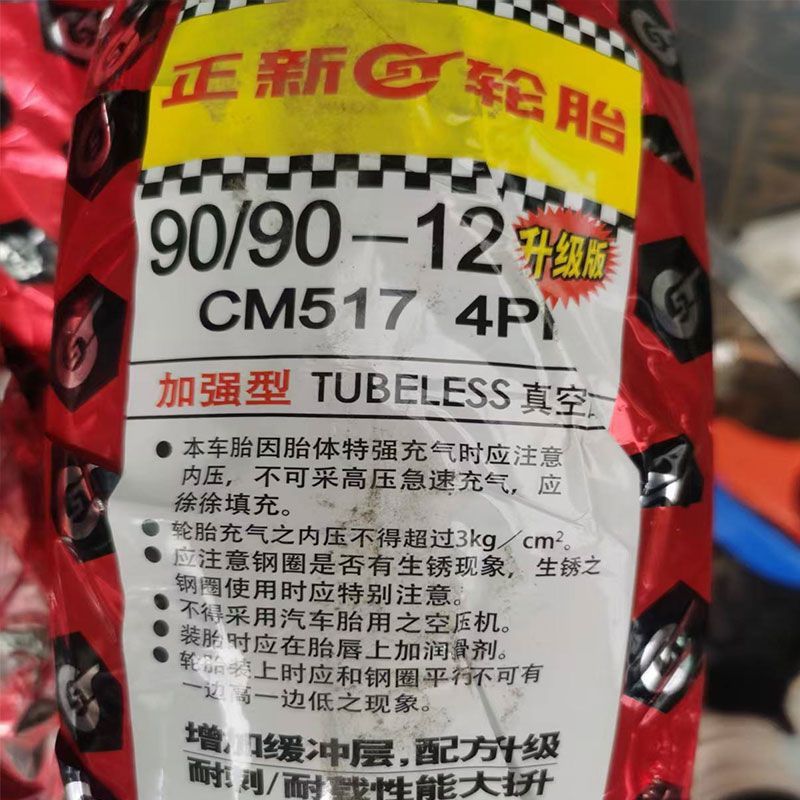 正新轮胎
90/90-12 升级版
CM517 4P
加强型 TUBELESS 真空
● 本车胎因胎体特强充气时应注意
内压，不可采高压急速充气，应
徐徐填充。
● 轮胎充气之内压不得超过3kg/cm²。
● 应注意钢圈是否有生锈现象，生锈之
钢圈使用时应特别注意。
● 不得采用汽车胎用之空压机。
● 装胎时应在胎唇上加润滑剂。
● 轮胎装上时应和钢圈平行不可有
一边高一边低之现象。
增加缓冲层,配方升级
耐刺/耐载性能大升